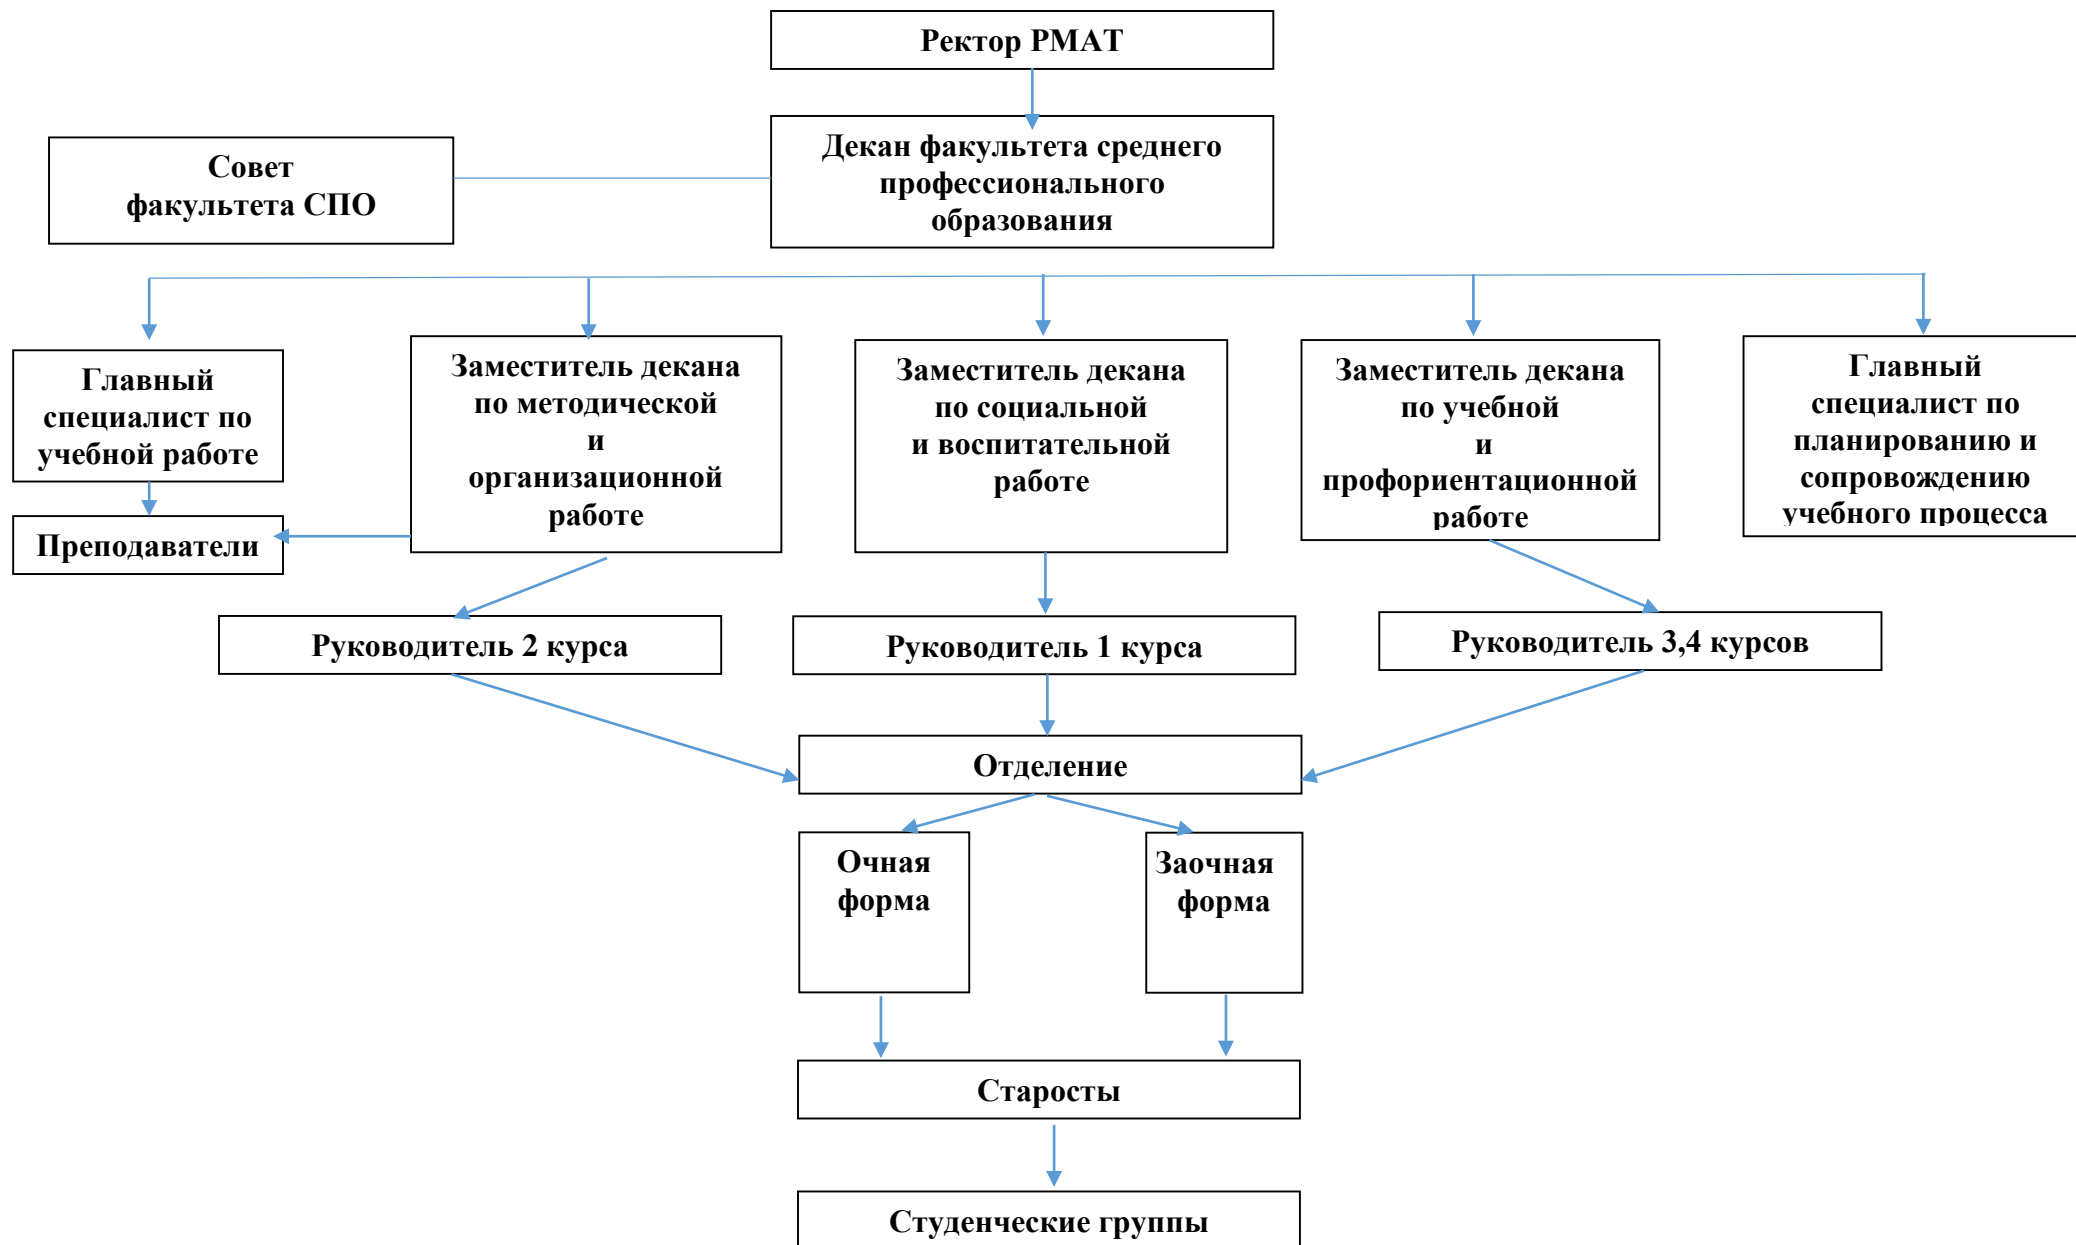 Ректор РМАТ
Совет
факультета СПО
Декан факультета среднего
профессионального
образования
Главный
специалист по
учебной работе
Заместитель декана
по методической
и
организационной
работе
Заместитель декана
по социальной
и воспитательной
работе
Заместитель декана
по учебной
и
профориентационной
работе
Главный
специалист по
планированию и
сопровождению
учебного процесса
Преподаватели
Руководитель 2 курса
Руководитель 1 курса
Руководитель 3,4 курсов
Отделение
Очная
форма
Заочная
форма
Старосты
Студенческие группы